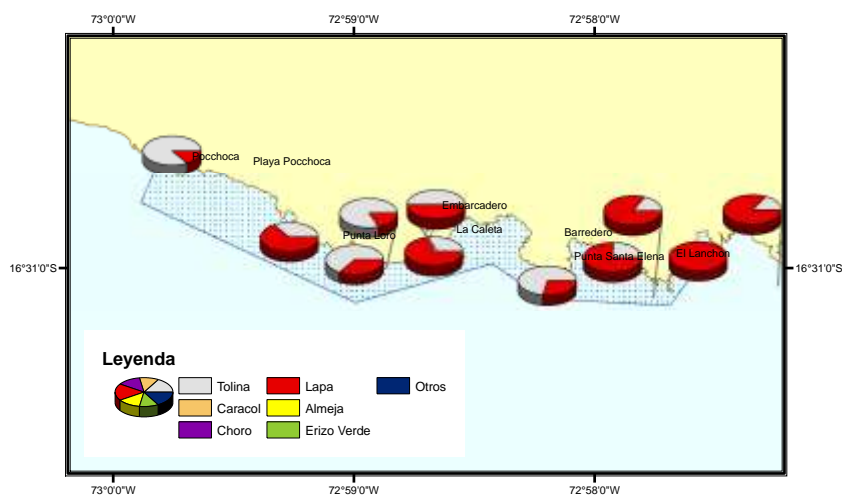 73°0'0"W 72°59'0"W 72°58'0"W
Pocchoca
Playa Pocchoca
Embarcadero
Punta Loro
La Caleta
Barredero
Punta Santa Elena
El Lanchón
16°31'0"S 16°31'0"S
Leyenda
Tolina Lapa Otros
Caracol Almeja
Choro Erizo Verde
73°0'0"W 72°59'0"W 72°58'0"W